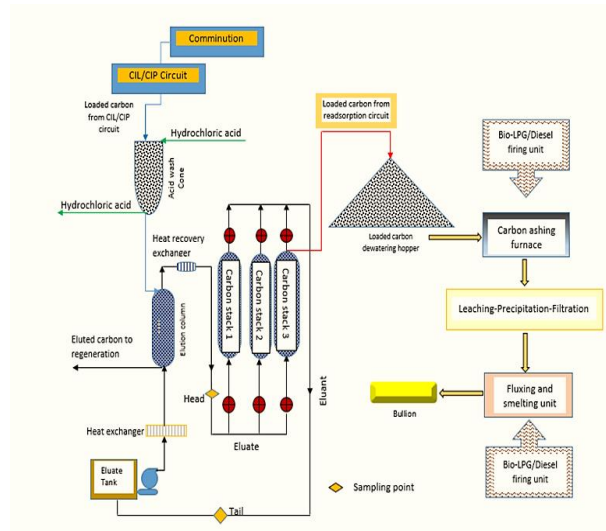 Comminution
CIL/CIP Circuit
Loaded carbon
from CIL/CIP
circuit
Hydrochloric acid
Acid wash
Cone
Hydrochloric acid
Heat recovery
exchaner
Elution column
Eluted carbon to
regeneration
Heat exchanger
Eluate
Tank
Carbon stack 1
Carbon stack 2
Carbon stack 3
Head
Eluate
Eluant
Tail
Sampling point
Loaded carbon from
readsorption circuit
Loaded carbon
dewatering hopper
Bio-LPG/Diesel
firing unit
Carbon ashing
furnace
Leaching-Precipitation-Filtration
Fluxing and
smelting unit
Bullion
Bio-LPG/Diesel
firing unit